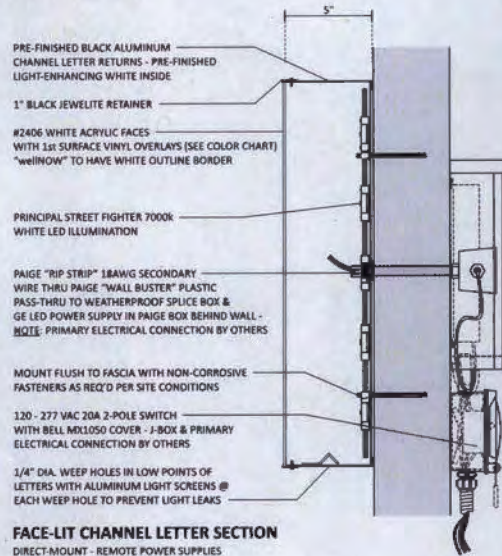 5"
PRE-FINISHED BLACK ALUMINUM
CHANNEL LETTER RETURNS - PRE-FINISHED
LIGHT-ENHANCING WHITE INSIDE
1" BLACK JEWELITE RETAINER
#2406 WHITE ACRYLIC FACES
WITH 1st SURFACE VINYL OVERLAYS (SEE COLOR CHART)
"wellNOW" TO HAVE WHITE OUTLINE BORDER
PRINCIPAL STREET FIGHTER 7000k
WHITE LED ILLUMINATION
PAIGE "RIP STRIP" 18AWG SECONDARY
WIRE THRU PAIGE "WALL BUSTER" PLASTIC
PASS-THRU TO WEATHERPROOF SPLICE BOX &
GE LED POWER SUPPLY IN PAIGE BOX BEHIND WALL -
NOTE: PRIMARY ELECTRICAL CONNECTION BY OTHERS
MOUNT FLUSH TO FASCIA WITH NON-CORROSIVE
FASTENERS AS REQ'D PER SITE CONDITIONS
120 - 277 VAC 20A 2-POLE SWITCH
WITH BELL MX1050 COVER - J-BOX & PRIMARY
ELECTRICAL CONNECTION BY OTHERS
1/4" DIA. WEEP HOLES IN LOW POINTS OF
LETTERS WITH ALUMINUM LIGHT SCREENS @
EACH WEEP HOLE TO PREVENT LIGHT LEAKS
FACE-LIT CHANNEL LETTER SECTION
DIRECT-MOUNT - REMOTE POWER SUPPLIES